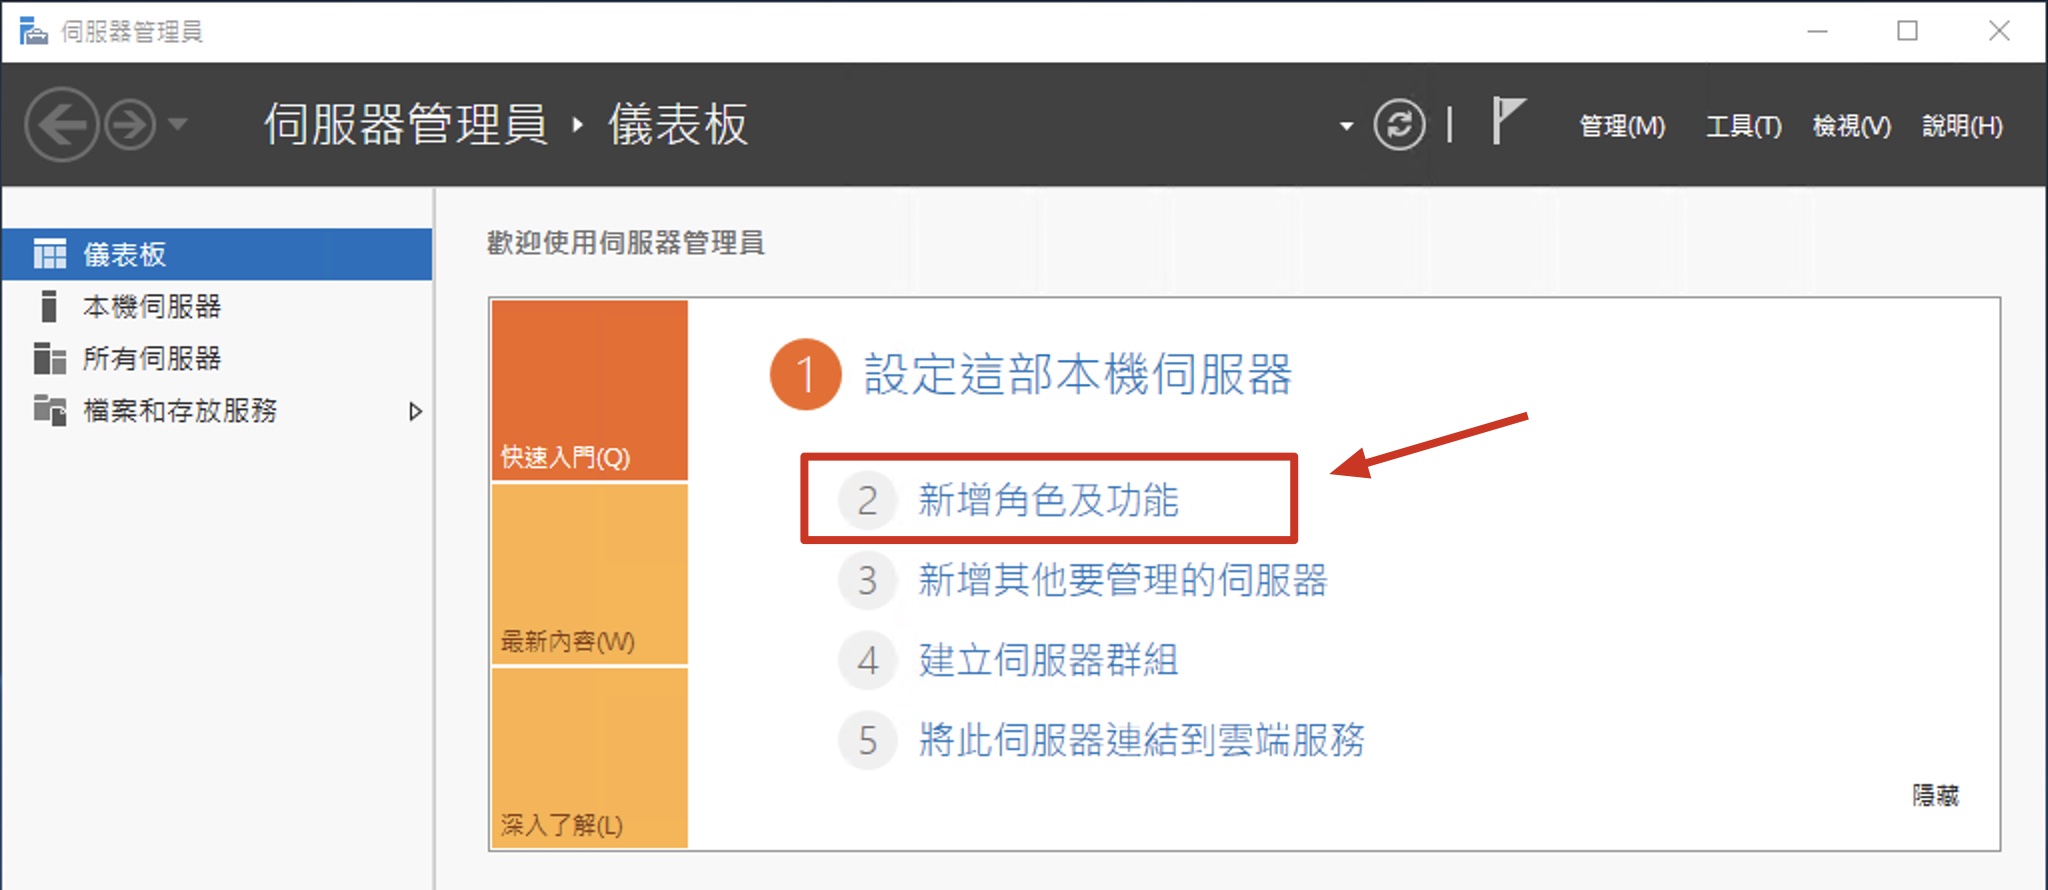 伺服器管理員
伺服器管理員 ‣ 儀表板
管理(M) 工具(T) 檢視(V) 說明(H)
儀表板
本機伺服器
所有伺服器
檔案和存放服務
歡迎使用伺服器管理員
快速入門(Q)
最新內容(W)
深入了解(L)
1 設定這部本機伺服器
2 新增角色及功能
3 新增其他要管理的伺服器
4 建立伺服器群組
5 將此伺服器連結到雲端服務
隱藏